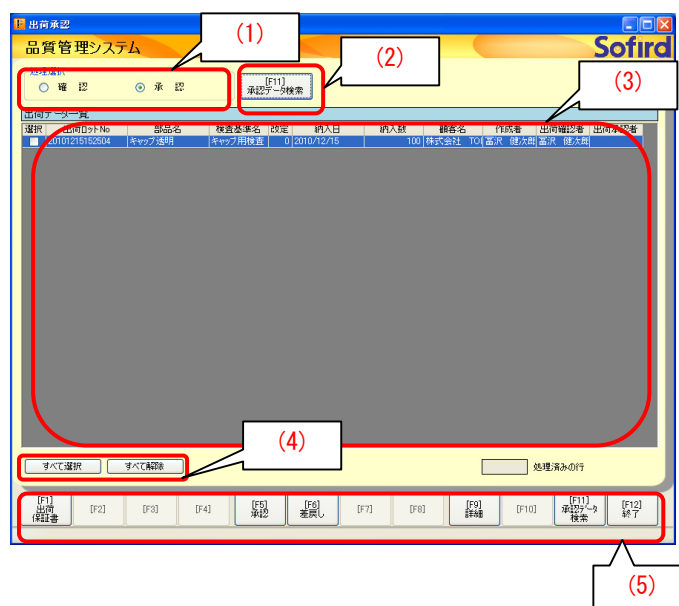 出荷承認
品質管理システム
Sofird
(1)
(2)
(3)
処理選択
確 認
承 認
[F11]
承認データ検索
出荷データ一覧
選択 出荷ロットNo 部品名 検査基準名 改定 納入日 納入数 顧客名 作成者 出荷確認者 出荷承認者
20101215152504 キャップ透明 キャップ用検査 0 2010/12/15 100 株式会社 TO 富沢 健次郎 富沢 健次郎
(4)
すべて選択 すべて解除 処理済みの行
[F1] 出荷保証書 [F2] [F3] [F4] [F5] 承認 [F6] 差戻し [F7] [F8] [F9] 詳細 [F10] [F11] 承認データ検索 [F12] 終了
(5)